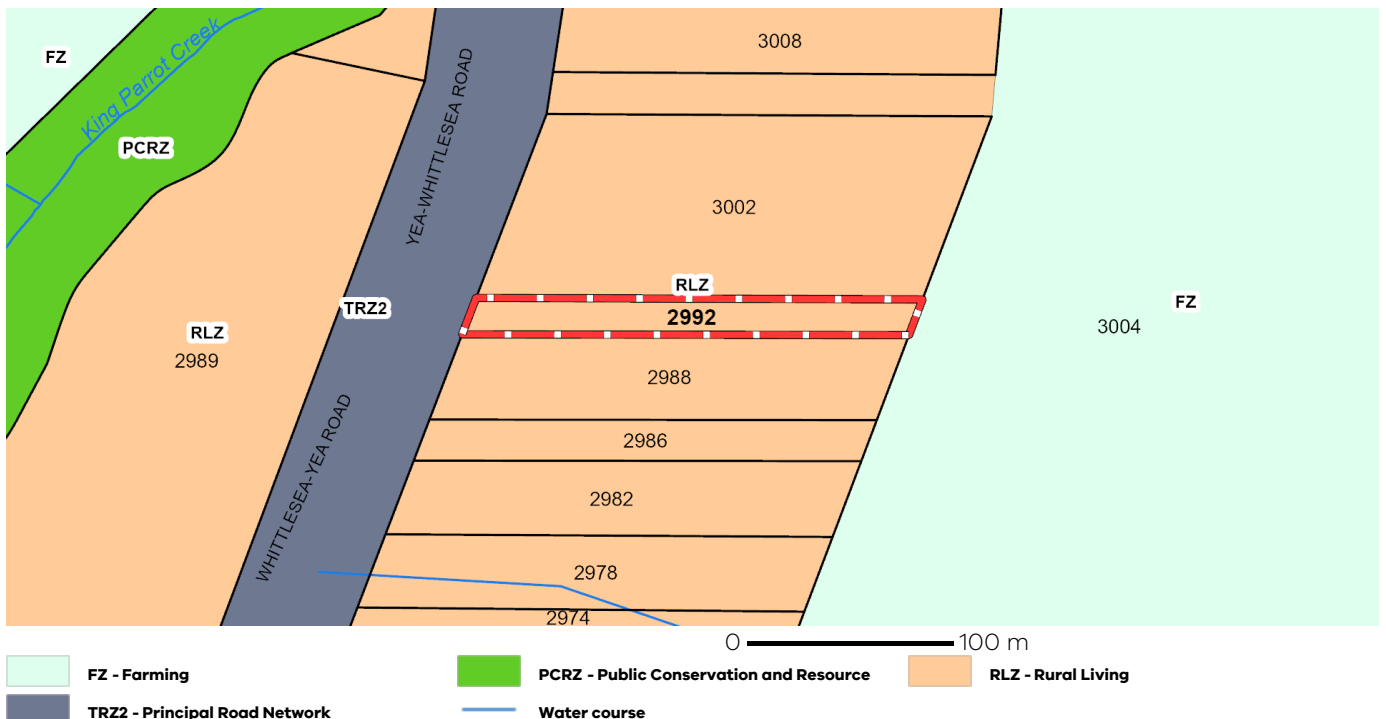 3008
FZ
King Parrot Creek
YEA-WHITTLESEA ROAD
PCRZ
3002
RLZ
FZ
TRZ2
2992
3004
RLZ
2989
2988
2986
2982
WHITTLESEA-YEA ROAD
2978
2974
0 100 m
FZ - Farming
PCRZ - Public Conservation and Resource
RLZ - Rural Living
TRZ2 - Principal Road Network
Water course